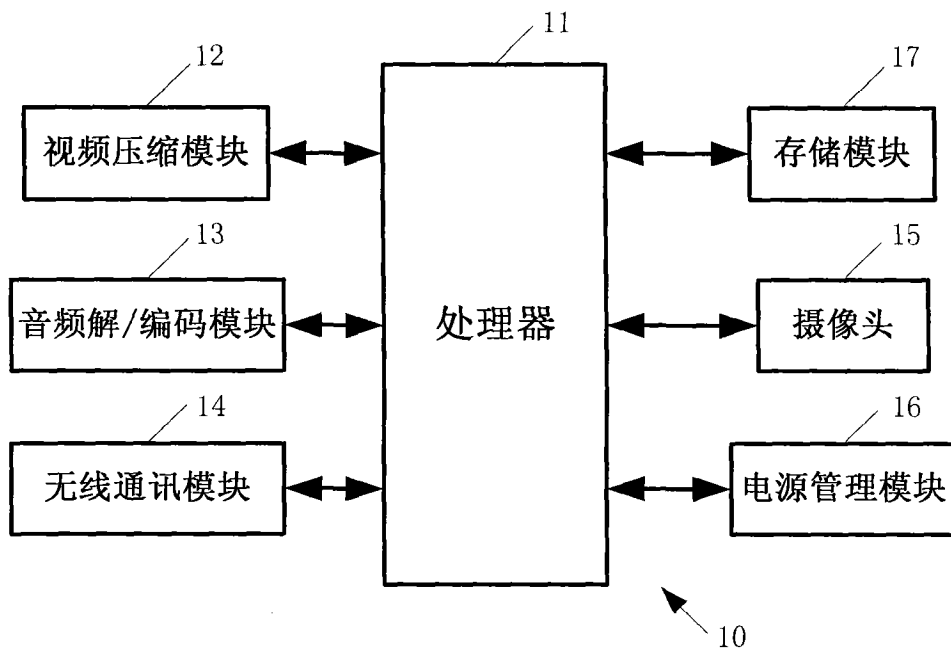 11
12
17
视频压缩模块
存储模块
13
15
音频解/编码模块
处理器
摄像头
14
16
无线通讯模块
电源管理模块
10